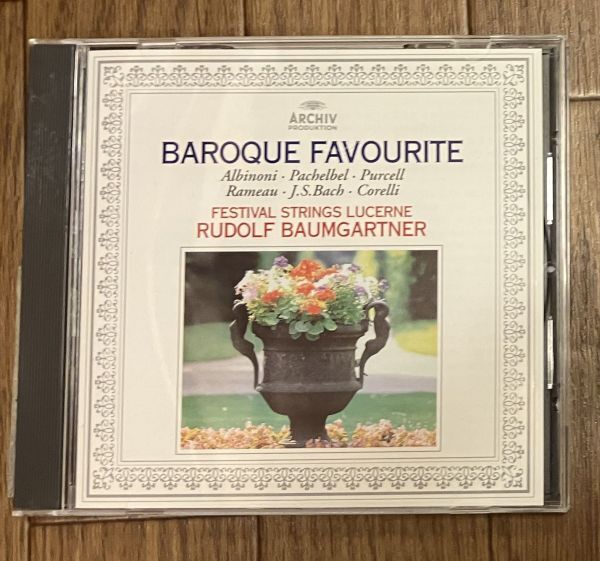 ARCHIV
PRODUKTION
BAROQUE FAVOURITE
Albinoni · Pachelbel · Purcell
Rameau · J.S.Bach · Corelli
FESTIVAL STRINGS LUCERNE
RUDOLF BAUMGARTNER